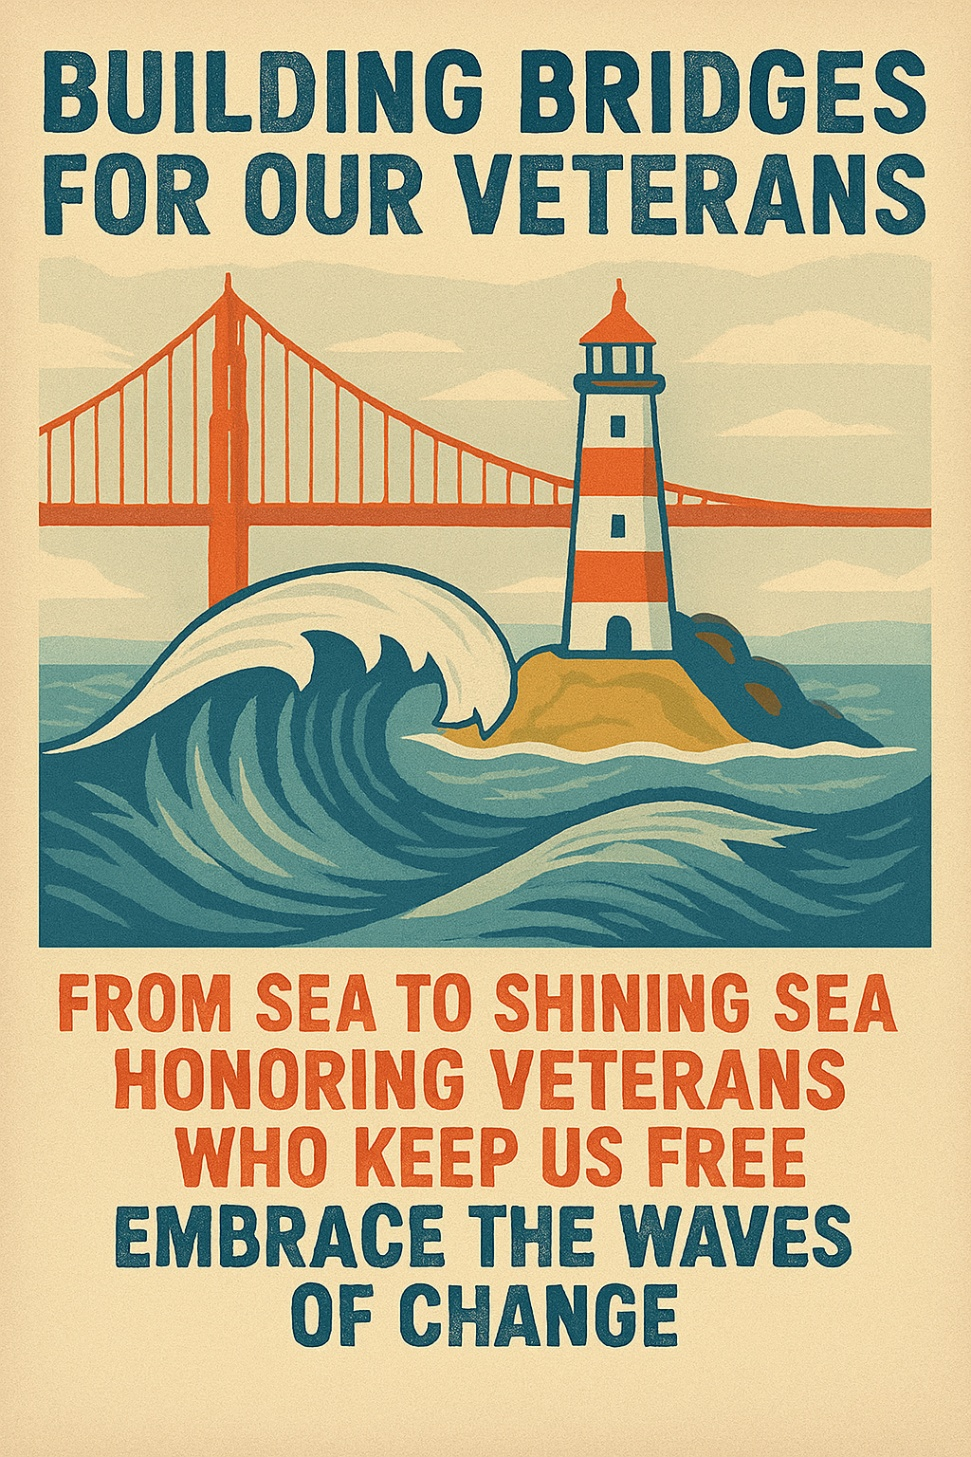 BUILDING BRIDGES
FOR OUR VETERANS
FROM SEA TO SHINING SEA
HONORING VETERANS
WHO KEEP US FREE
EMBRACE THE WAVES
OF CHANGE